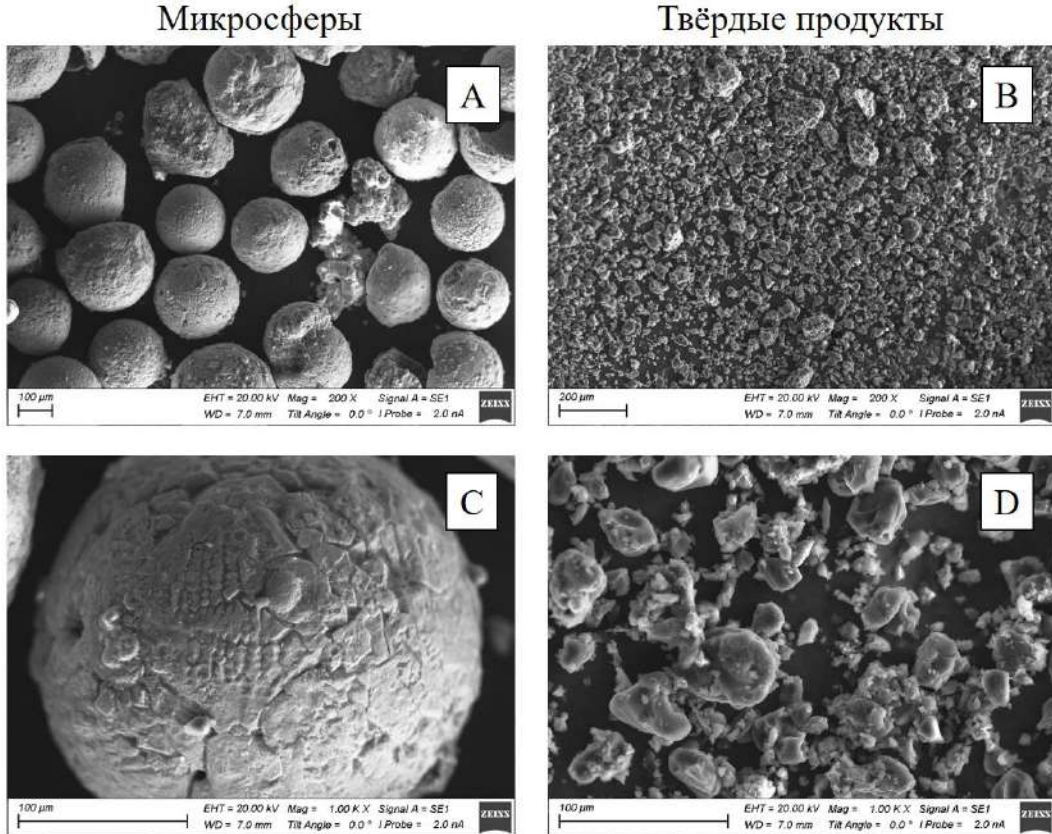 Микросферы
Твёрдые продукты
A
B
100 µm
EHT = 20.00 kV Mag = 200 X Signal A = SE1
WD = 7.0 mm Tilt Angle = 0.0 ° I Probe = 2.0 nA
ZEISS
200 µm
EHT = 20.00 kV Mag = 200 X Signal A = SE1
WD = 7.0 mm Tilt Angle = 0.0 ° I Probe = 2.0 nA
ZEISS
C
D
100 µm
EHT = 20.00 kV Mag = 1.00 K X Signal A = SE1
WD = 7.0 mm Tilt Angle = 0.0 ° I Probe = 2.0 nA
ZEISS
100 µm
EHT = 20.00 kV Mag = 1.00 K X Signal A = SE1
WD = 7.0 mm Tilt Angle = 0.0 ° I Probe = 2.0 nA
ZEISS